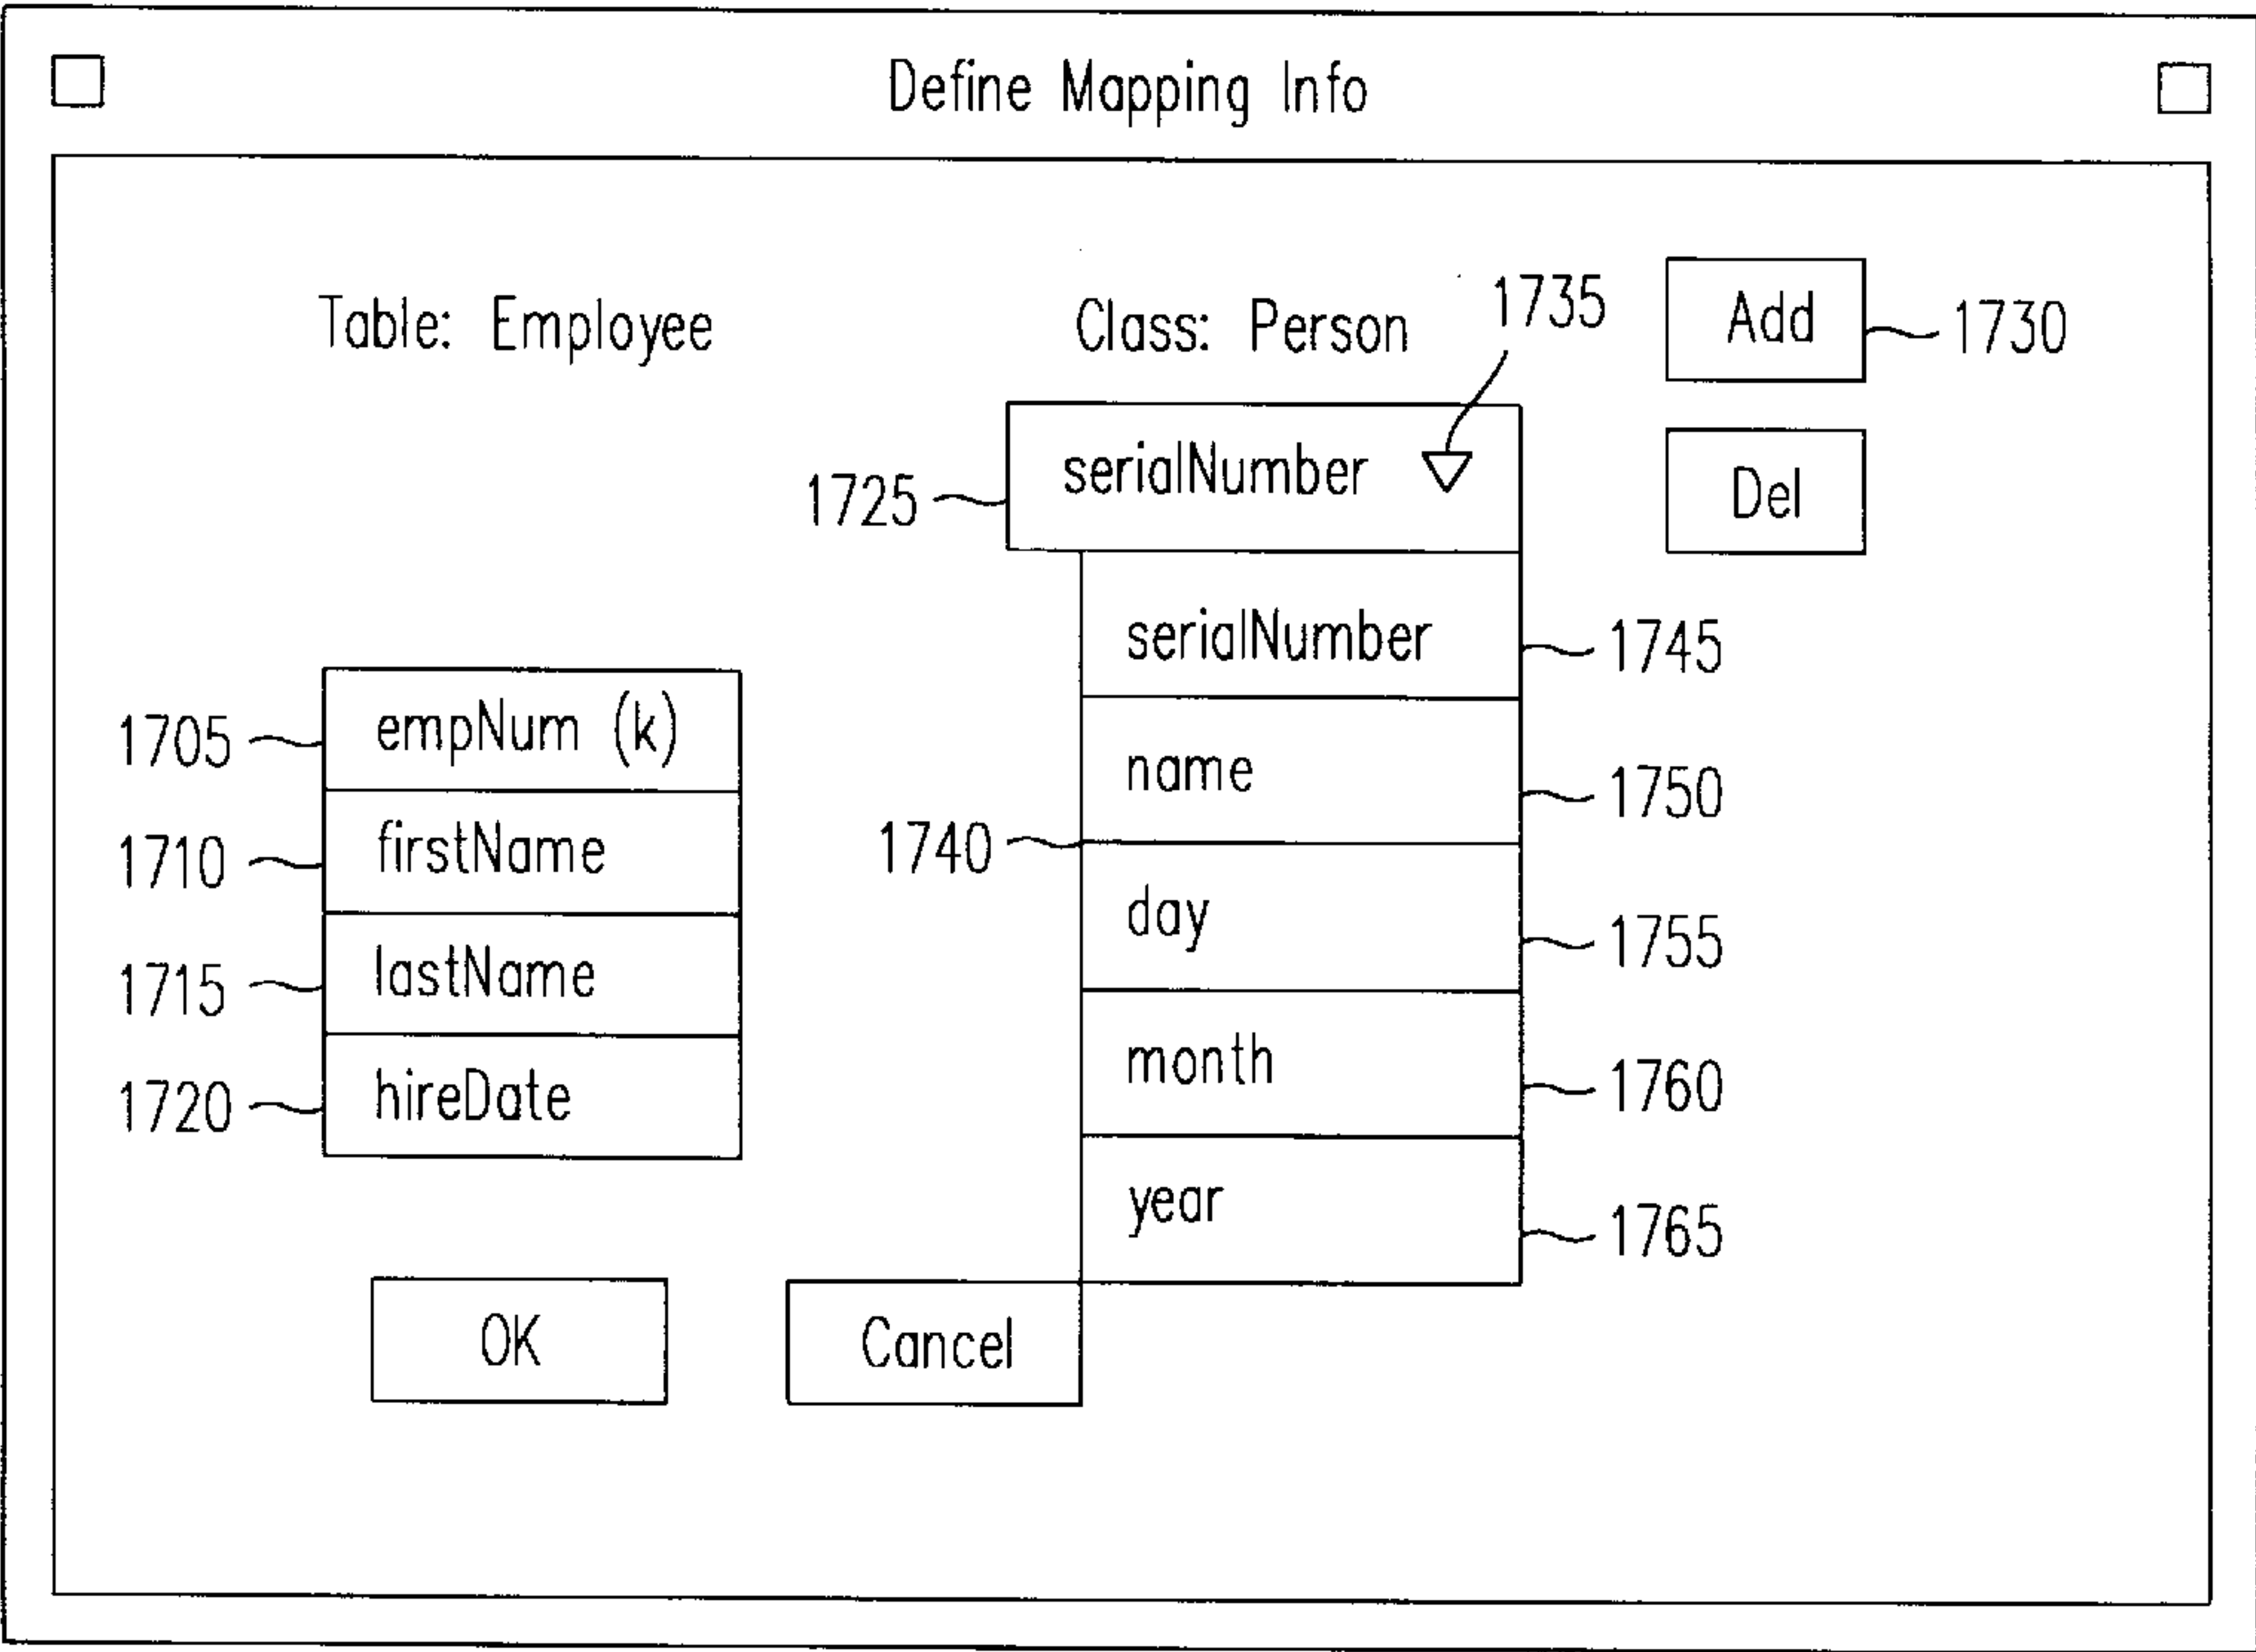 Define Mapping Info
Table: Employee
Class: Person
1735
Add
1730
1725
serialNumber
Del
serialNumber
1745
1705
empNum (k)
name
1750
1710
firstName
1740
day
1755
1715
lastName
month
1760
1720
hireDate
year
1765
OK
Cancel